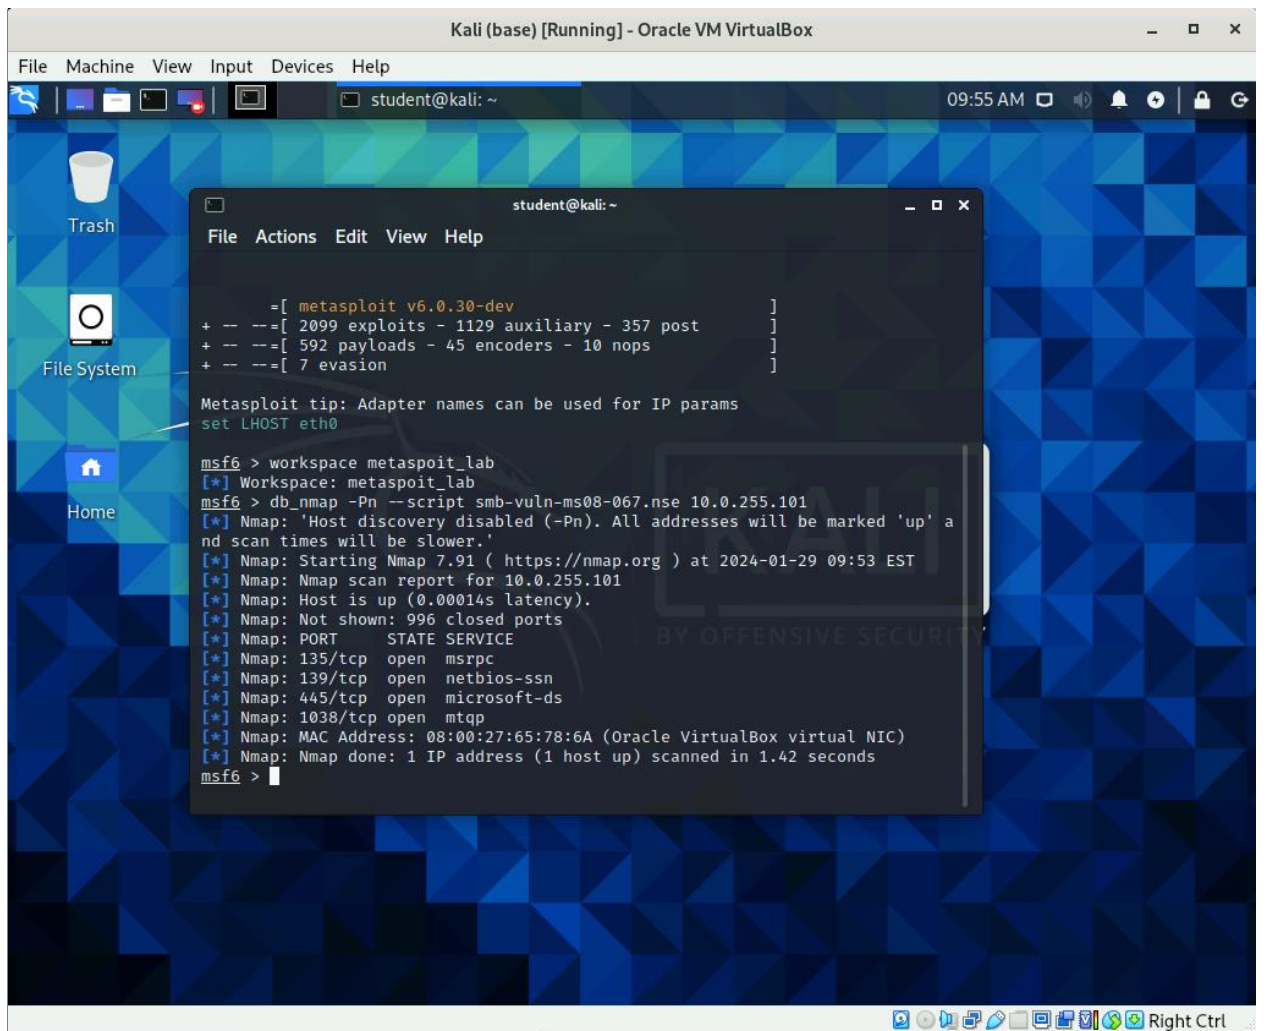 Kali (base) [Running] - Oracle VM VirtualBox
File Machine View Input Devices Help
student@kali: ~
09:55 AM
Trash
File System
Home
student@kali: ~
File Actions Edit View Help
=[ metasploit v6.0.30-dev ]
+ -- --=[ 2099 exploits - 1129 auxiliary - 357 post ]
+ -- --=[ 592 payloads - 45 encoders - 10 nops ]
+ -- --=[ 7 evasion ]
Metasploit tip: Adapter names can be used for IP params
set LHOST eth0
msf6 > workspace metaspoit_lab
[*] Workspace: metaspoit_lab
msf6 > db_nmap -Pn --script smb-vuln-ms08-067.nse 10.0.255.101
[*] Nmap: 'Host discovery disabled (-Pn). All addresses will be marked 'up' a
nd scan times will be slower.'
[*] Nmap: Starting Nmap 7.91 ( https://nmap.org ) at 2024-01-29 09:53 EST
[*] Nmap: Nmap scan report for 10.0.255.101
[*] Nmap: Host is up (0.00014s latency).
[*] Nmap: Not shown: 996 closed ports
[*] Nmap: PORT     STATE SERVICE
[*] Nmap: 135/tcp  open  msrpc
[*] Nmap: 139/tcp  open  netbios-ssn
[*] Nmap: 445/tcp  open  microsoft-ds
[*] Nmap: 1038/tcp open  mtqp
[*] Nmap: MAC Address: 08:00:27:65:78:6A (Oracle VirtualBox virtual NIC)
[*] Nmap: Nmap done: 1 IP address (1 host up) scanned in 1.42 seconds
msf6 >
KALI
BY OFFENSIVE SECURITY
Right Ctrl